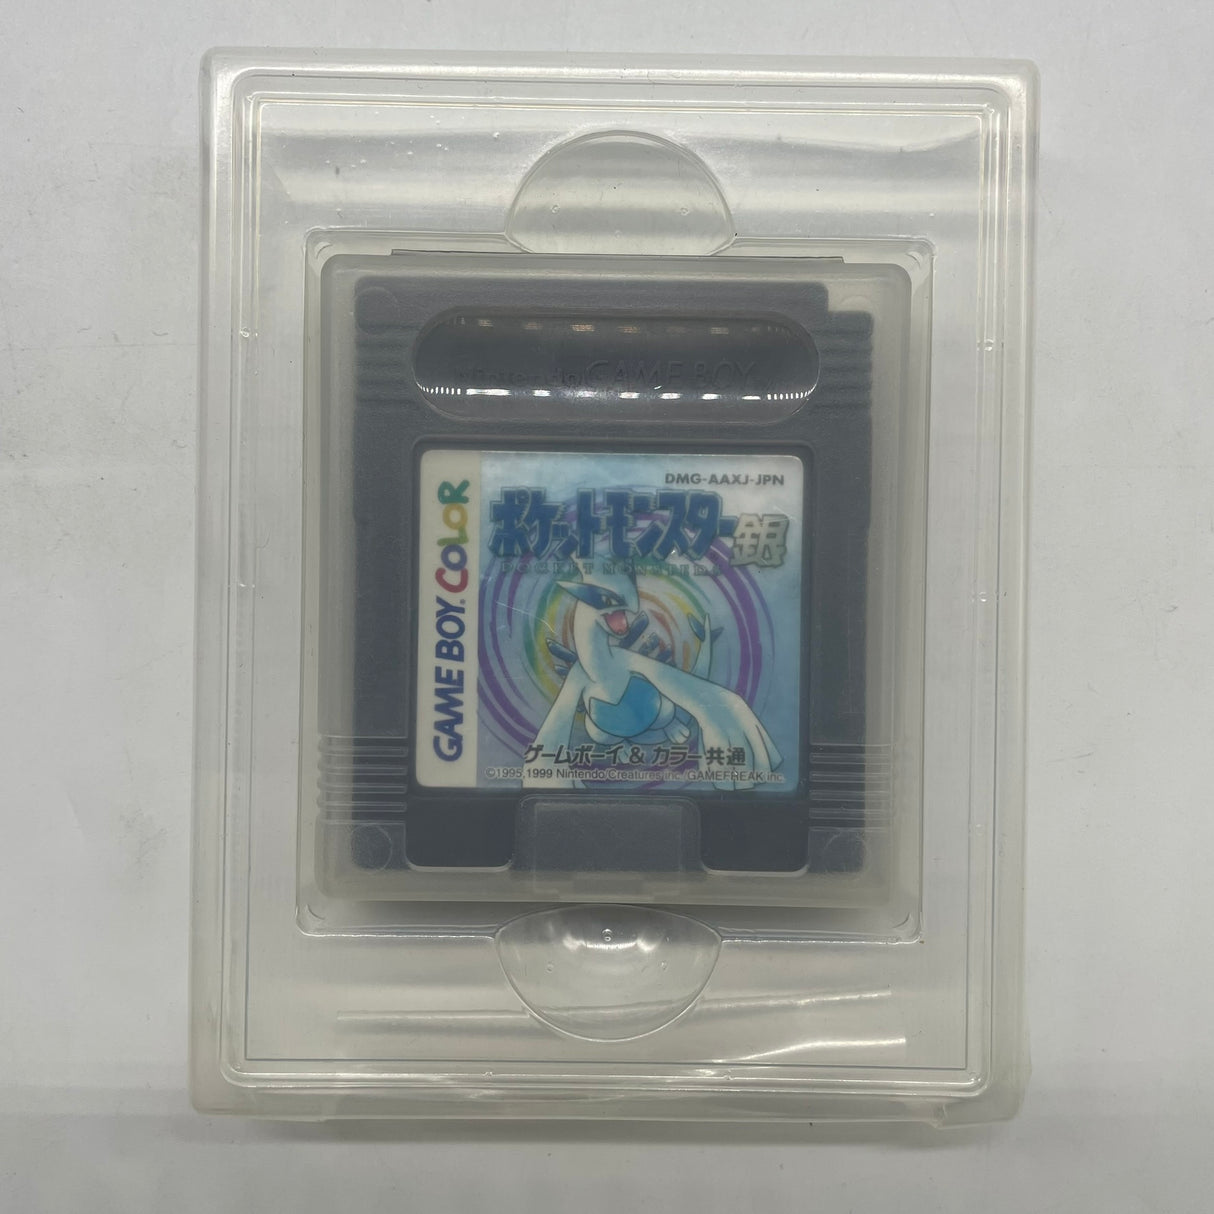 Nintendo GAME BOY
DMG-AAXJ-JPN
ポケットモンスター銀
POCKET MONSTERS
GAME BOY COLOR
ゲームボーイ & カラー共通
©1995,1999 Nintendo/Creatures inc./GAMEFREAK inc.